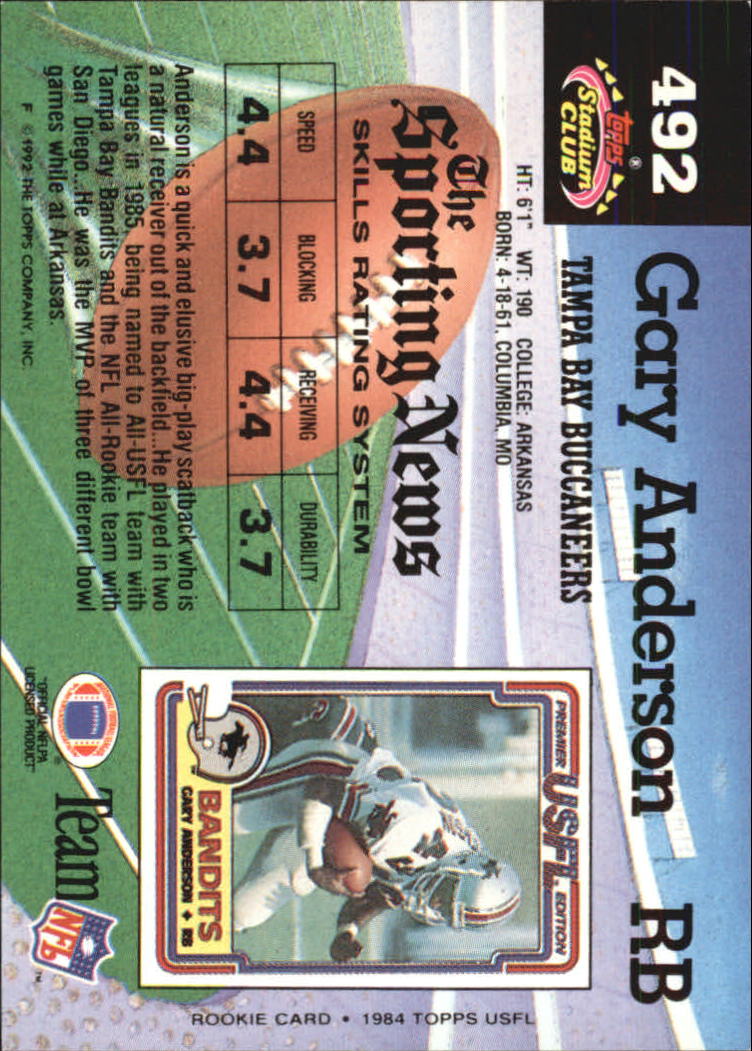 492
Gary Anderson RB
topps®
Stadium
CLUB
TAMPA BAY BUCCANEERS
HT: 6'1" WT: 190 COLLEGE: ARKANSAS
BORN: 4-18-61, COLUMBIA, MO
The
Sporting News
SKILLS RATING SYSTEM
SPEED BLOCKING RECEIVING DURABILITY
4.4 3.7 4.4 3.7
Anderson is a quick and elusive big-play scatback who is
a natural receiver out of the backfield...He played in two
leagues in 1985, being named to All-USFL team with
Tampa Bay Bandits and the NFL All-Rookie team with
San Diego...He was the MVP of three different bowl
games while at Arkansas.
F © 1992 THE TOPPS COMPANY, INC.
PREMIER USFL EDITION
BANDITS
GARY ANDERSON • RB
ROOKIE CARD • 1984 TOPPS USFL
®
"OFFICIAL NFLPA
LICENSED PRODUCT"
Team
NFL
™